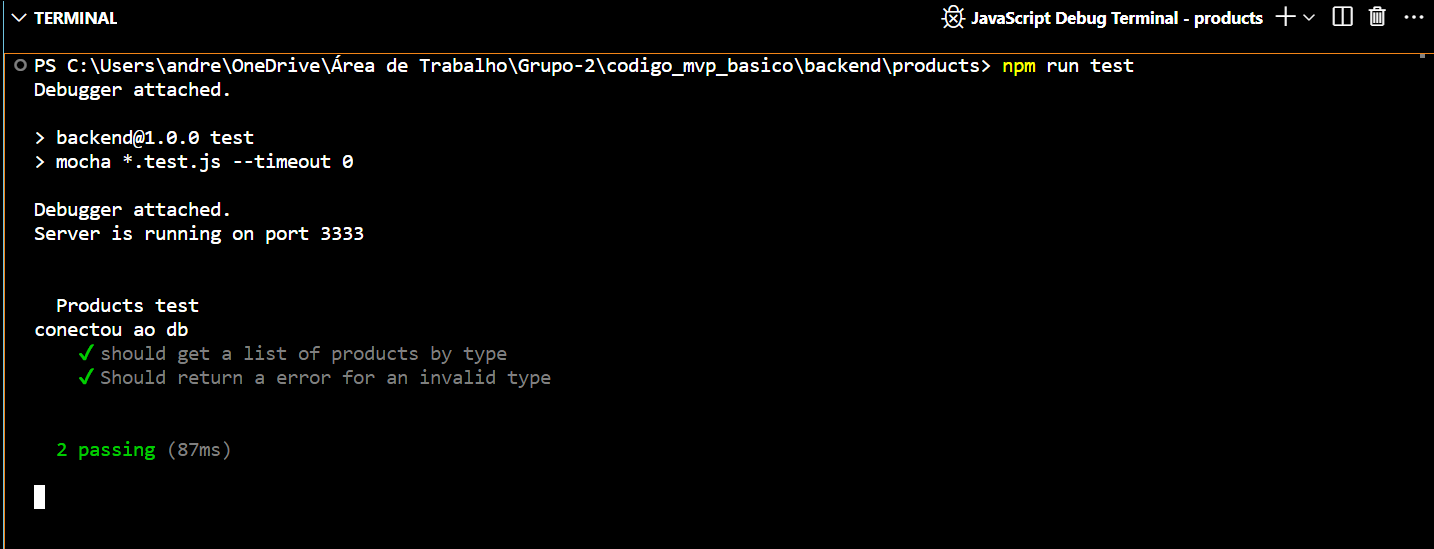 TERMINAL
JavaScript Debug Terminal - products
PS C:\Users\andre\OneDrive\Área de Trabalho\Grupo-2\codigo_mvp_basico\backend\products> npm run test
Debugger attached.
> backend@1.0.0 test
> mocha *.test.js --timeout 0
Debugger attached.
Server is running on port 3333
Products test
conectou ao db
✓ should get a list of products by type
✓ Should return a error for an invalid type
2 passing (87ms)